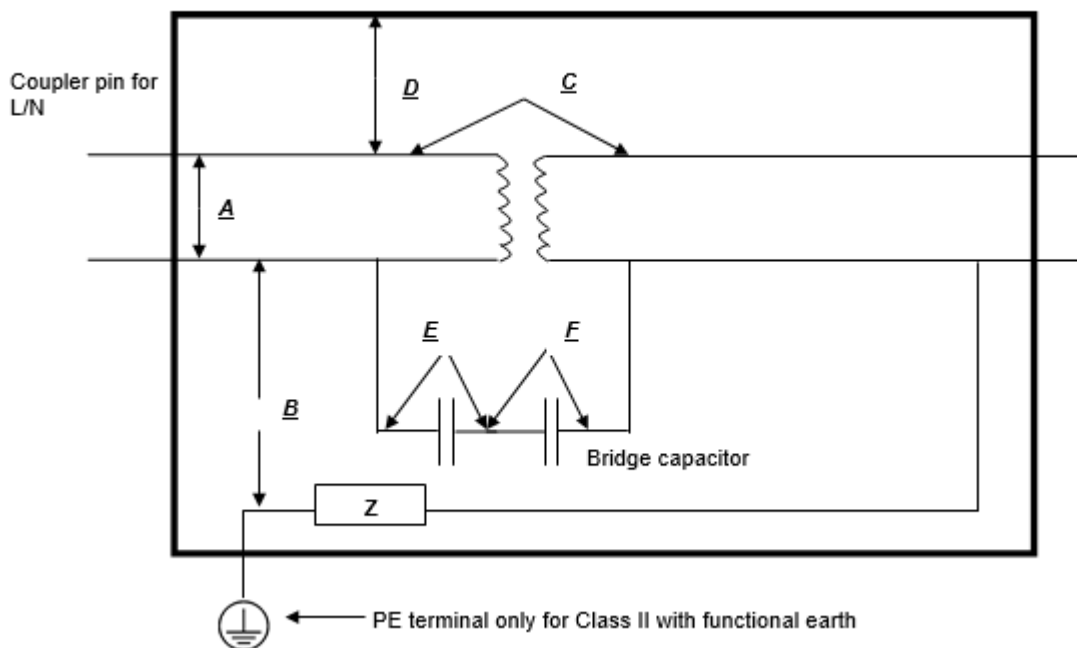 Coupler pin for
L/N
D
C
A
E
F
B
Bridge capacitor
Z
PE terminal only for Class II with functional earth